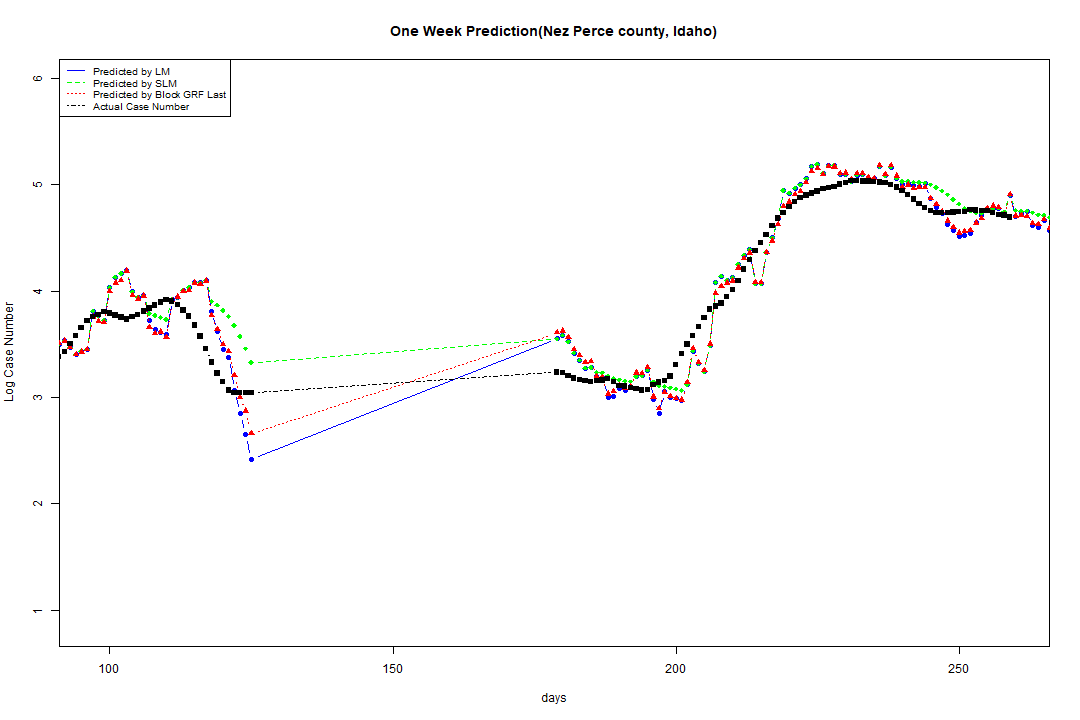 One Week Prediction(Nez Perce county, Idaho)
Predicted by LM
Predicted by SLM
Predicted by Block GRF Last
Actual Case Number
6
5
4
3
2
1
Log Case Number
100 150 200 250
days